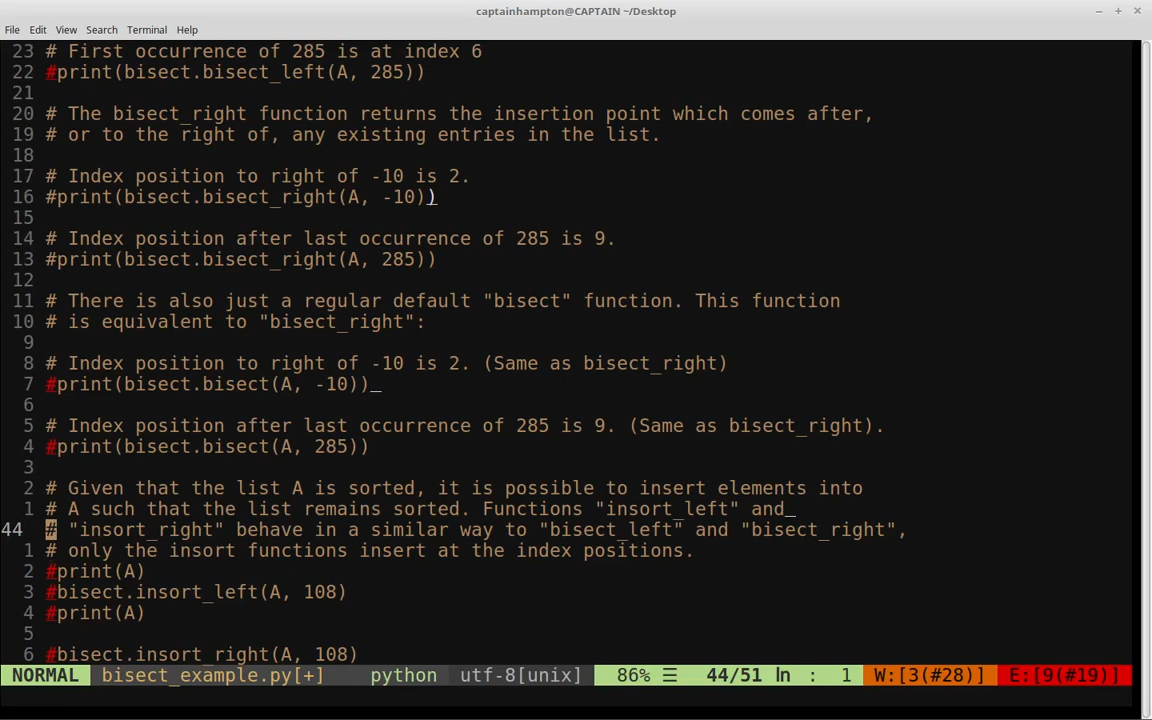 captainhampton@CAPTAIN ~/Desktop
File Edit View Search Terminal Help
23 # First occurrence of 285 is at index 6
22 #print(bisect.bisect_left(A, 285))
21
20 # The bisect_right function returns the insertion point which comes after,
19 # or to the right of, any existing entries in the list.
18
17 # Index position to right of -10 is 2.
16 #print(bisect.bisect_right(A, -10))
15
14 # Index position after last occurrence of 285 is 9.
13 #print(bisect.bisect_right(A, 285))
12
11 # There is also just a regular default "bisect" function. This function
10 # is equivalent to "bisect_right":
9
8 # Index position to right of -10 is 2. (Same as bisect_right)
7 #print(bisect.bisect(A, -10))_
6
5 # Index position after last occurrence of 285 is 9. (Same as bisect_right).
4 #print(bisect.bisect(A, 285))
3
2 # Given that the list A is sorted, it is possible to insert elements into
1 # A such that the list remains sorted. Functions "insort_left" and_
44 # "insort_right" behave in a similar way to "bisect_left" and "bisect_right",
1 # only the insort functions insert at the index positions.
2 #print(A)
3 #bisect.insort_left(A, 108)
4 #print(A)
5
6 #bisect.insort_right(A, 108)
NORMAL bisect_example.py[+] python utf-8[unix] 86% ☰ 44/51 ln : 1 W:[3(#28)] E:[9(#19)]